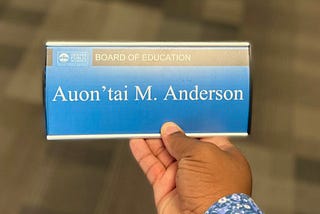 BOARD OF EDUCATION
Auon'tai M. Anderson